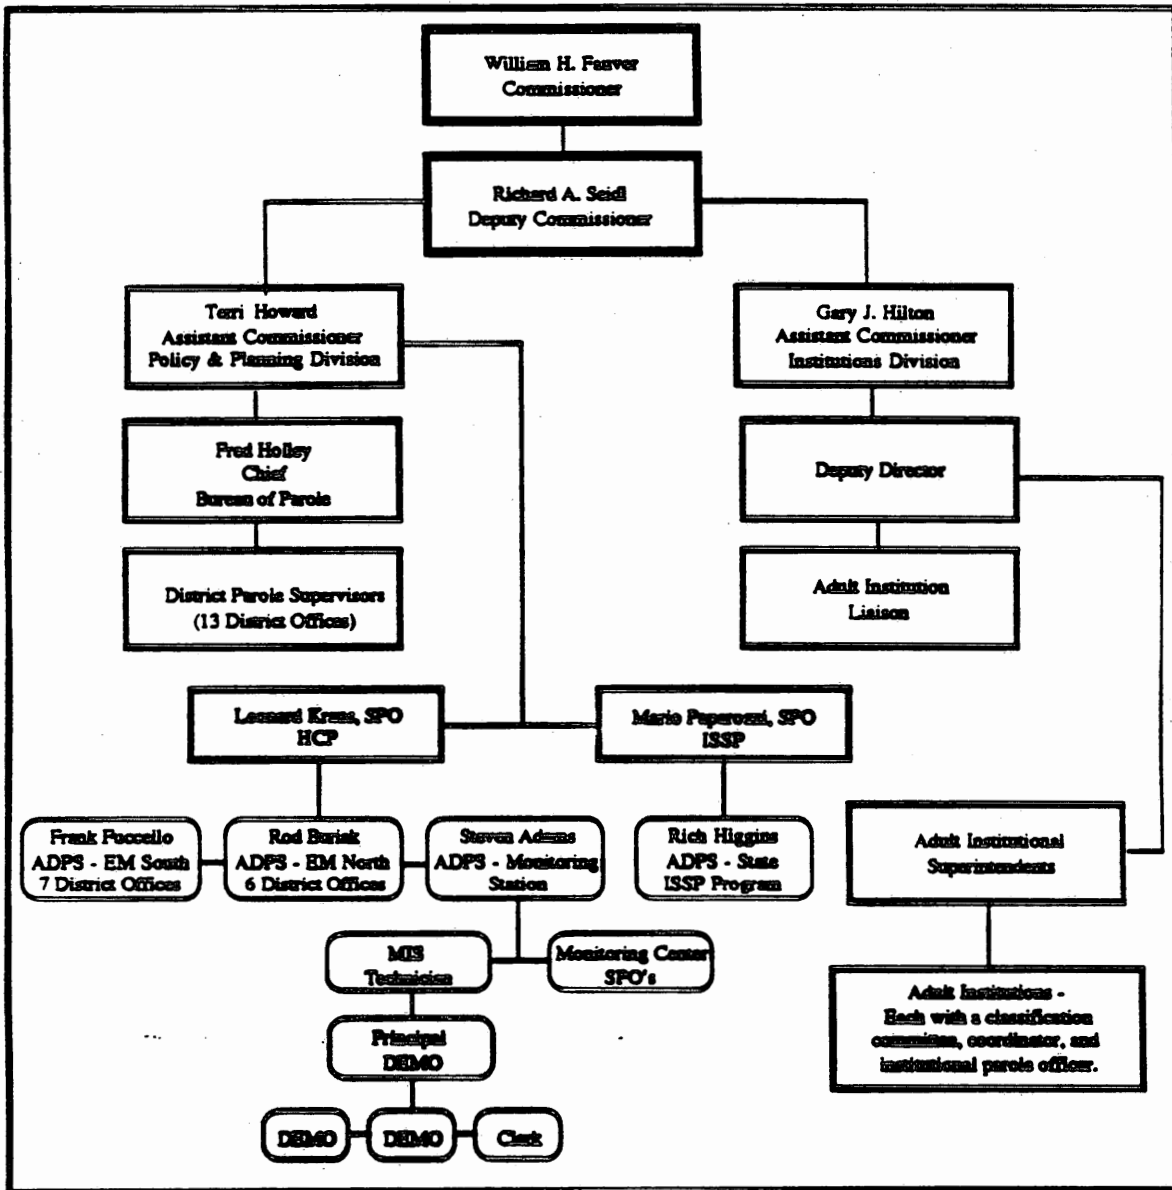 William H. Fauver
Commissioner
Richard A. Seidl
Deputy Commissioner
Terri Howard
Assistant Commissioner
Policy & Planning Division
Gary J. Hilton
Assistant Commissioner
Institutions Division
Fred Holley
Chief
Bureau of Parole
Deputy Director
District Parole Supervisors
(13 District Offices)
Adult Institution
Liaison
Leonard SPO
HCP
Mario Paparozzi, SPO
ISSP
Frank Fuccello
ADPS - EM South
7 District Offices
Rod Buriak
ADPS - EM North
6 District Offices
Steven Adams
ADPS - Monitoring
Station
Rich Higgins
ADPS - State
ISSP Program
Adult Institutional
Superintendents
MIS
Technician
Monitoring Center
SPO's
Adult Institutions -
Each with a classification
committee, coordinator, and
institutional parole officer.
Principal
DEMO
DEMO
DEMO
Clerk